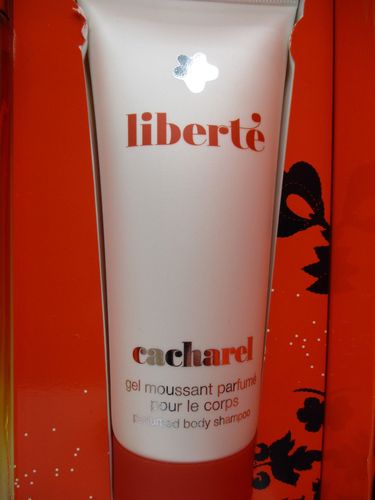 liberté
cacharel
gel moussant parfumé
pour le corps
perfumed body shampoo